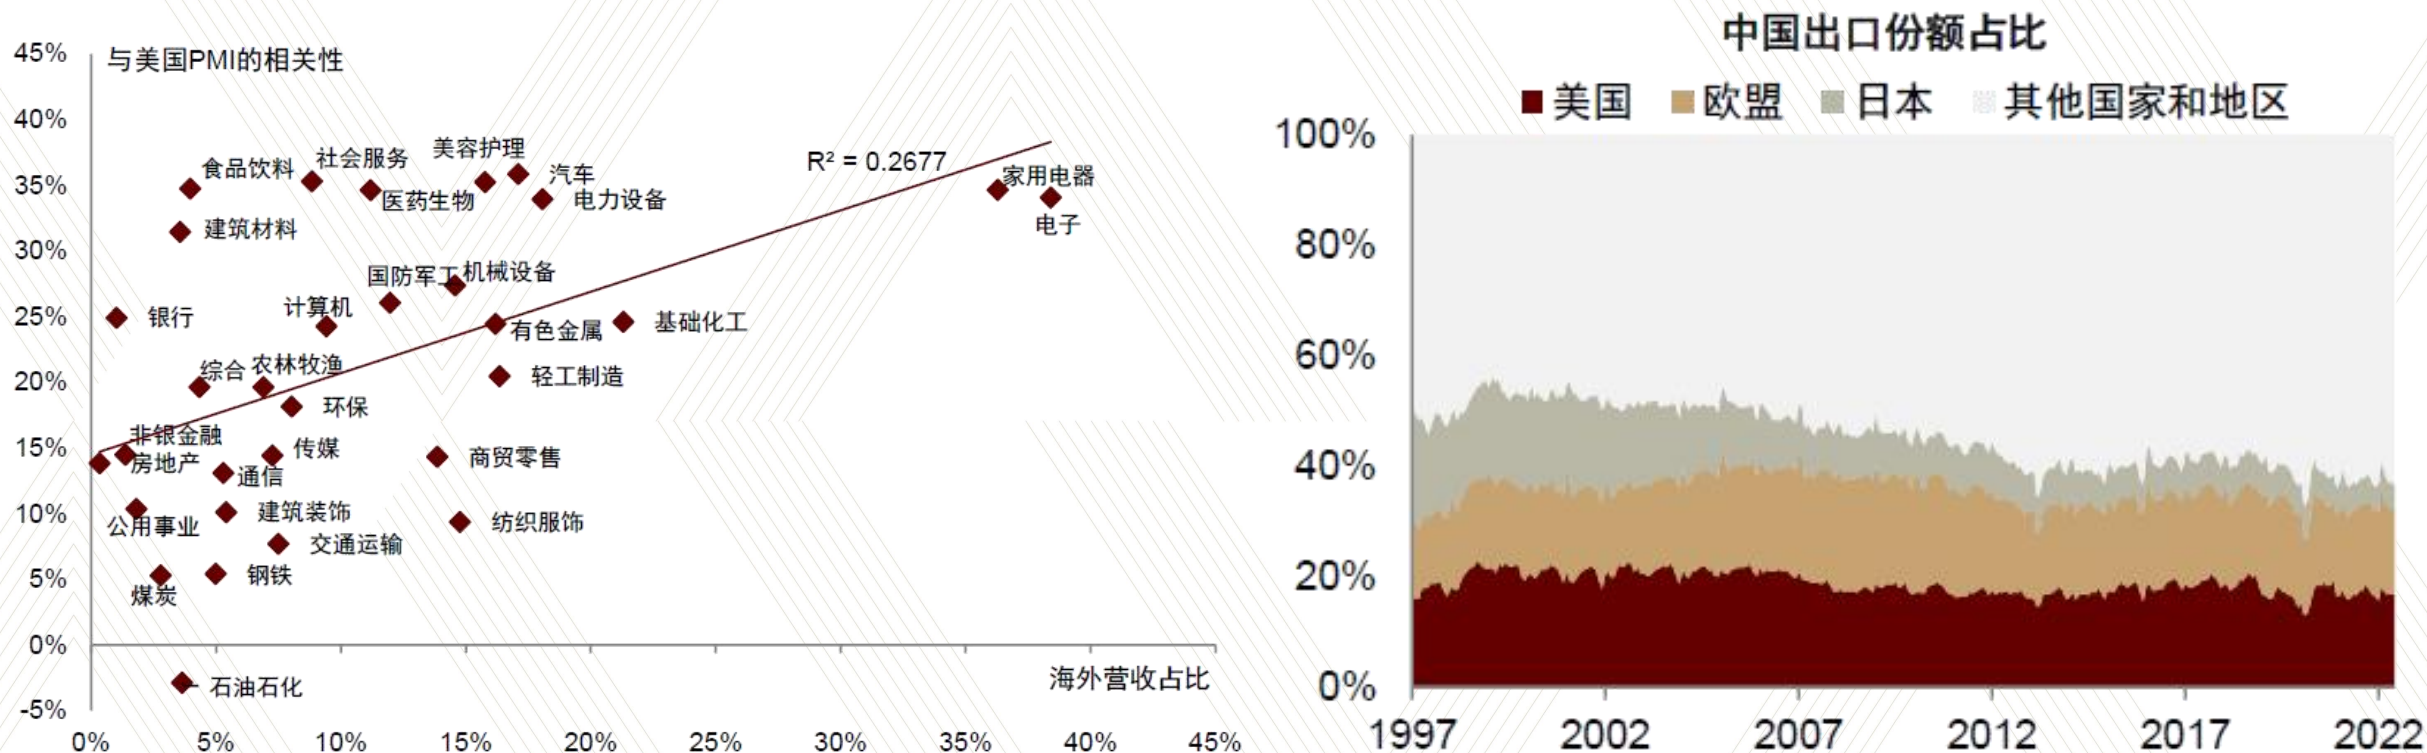 45%
与美国PMI的相关性
40%
35%
30%
25%
20%
15%
10%
5%
0%
-5%
0%
5%
10%
15%
20%
25%
30%
35%
40%
45%
海外营收占比
R² = 0.2677
食品饮料
社会服务
美容护理
汽车
医药生物
电力设备
家用电器
电子
建筑材料
国防军工
机械设备
银行
计算机
有色金属
基础化工
综合
农林牧渔
轻工制造
环保
非银金融
房地产
传媒
通信
商贸零售
公用事业
建筑装饰
纺织服饰
交通运输
煤炭
钢铁
石油石化
中国出口份额占比
美国
欧盟
日本
其他国家和地区
100%
80%
60%
40%
20%
0%
1997
2002
2007
2012
2017
2022